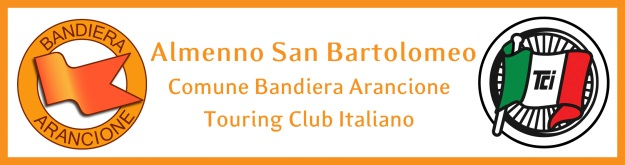 BANDIERA
ARANCIONE
Almenno San Bartolomeo
Comune Bandiera Arancione
Touring Club Italiano
Tci